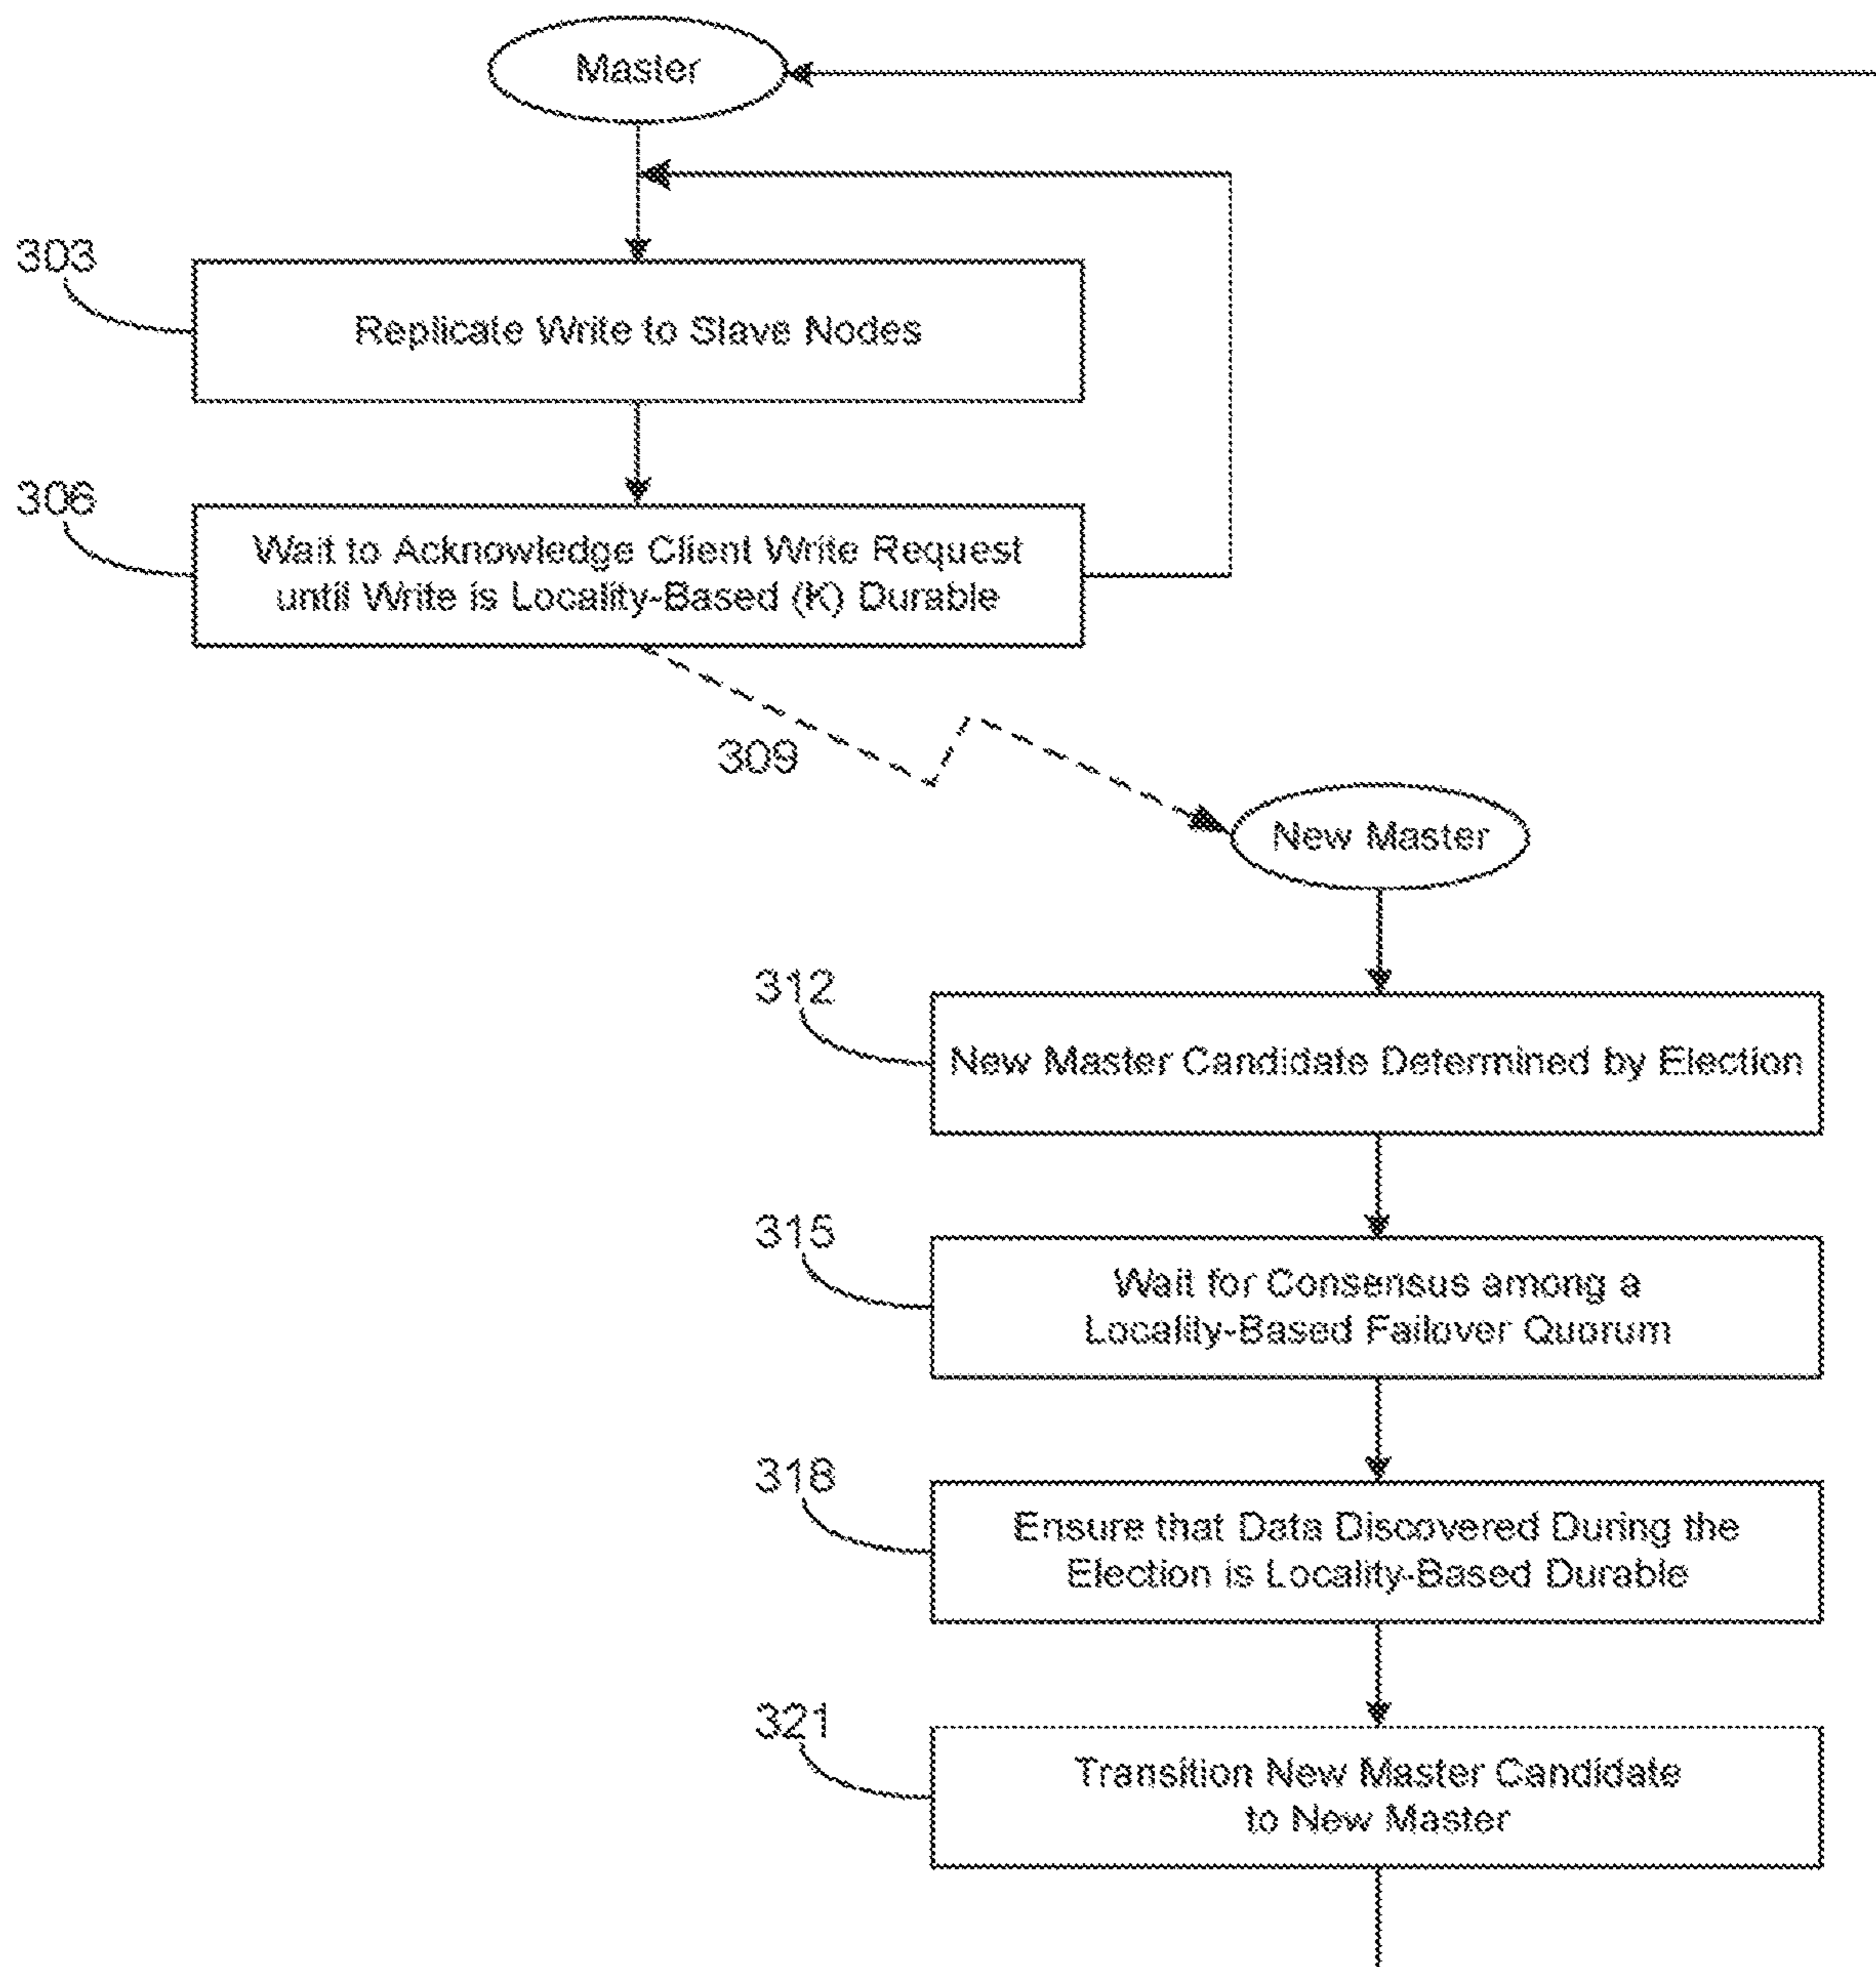 Master
303
Replicate Write to Slave Nodes
306
Wait to Acknowledge Client Write Request
until Write is Locality-Based (K) Durable
309
New Master
312
New Master Candidate Determined by Election
315
Wait for Consensus among a
Locality-Based Failover Quorum
318
Ensure that Data Discovered During the
Election is Locality-Based Durable
321
Transition New Master Candidate
to New Master